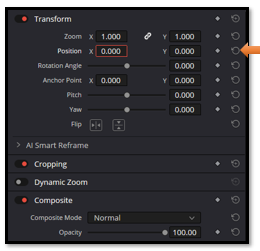 Transform
Zoom X 1.000 Y 1.000
Position X 0.000 Y 0.000
Rotation Angle 0.000
Anchor Point X 0.000 Y 0.000
Pitch 0.000
Yaw 0.000
Flip
AI Smart Reframe
Cropping
Dynamic Zoom
Composite
Composite Mode Normal
Opacity 100.00